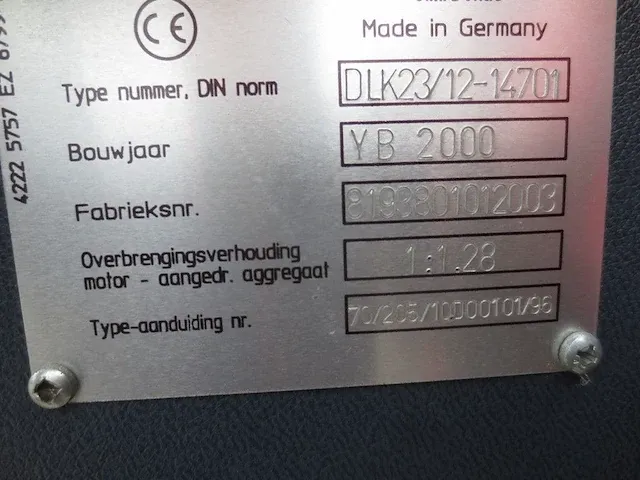 CE
Made in Germany
Type nummer, DIN norm DLK23/12-14701
Bouwjaar YB 2000
Fabrieksnr. 8193801012003
Overbrengingsverhouding
motor - aangedr. aggregaat 1:1.28
Type-aanduiding nr. 70/205/10D00101/96
4222 5757 EZ